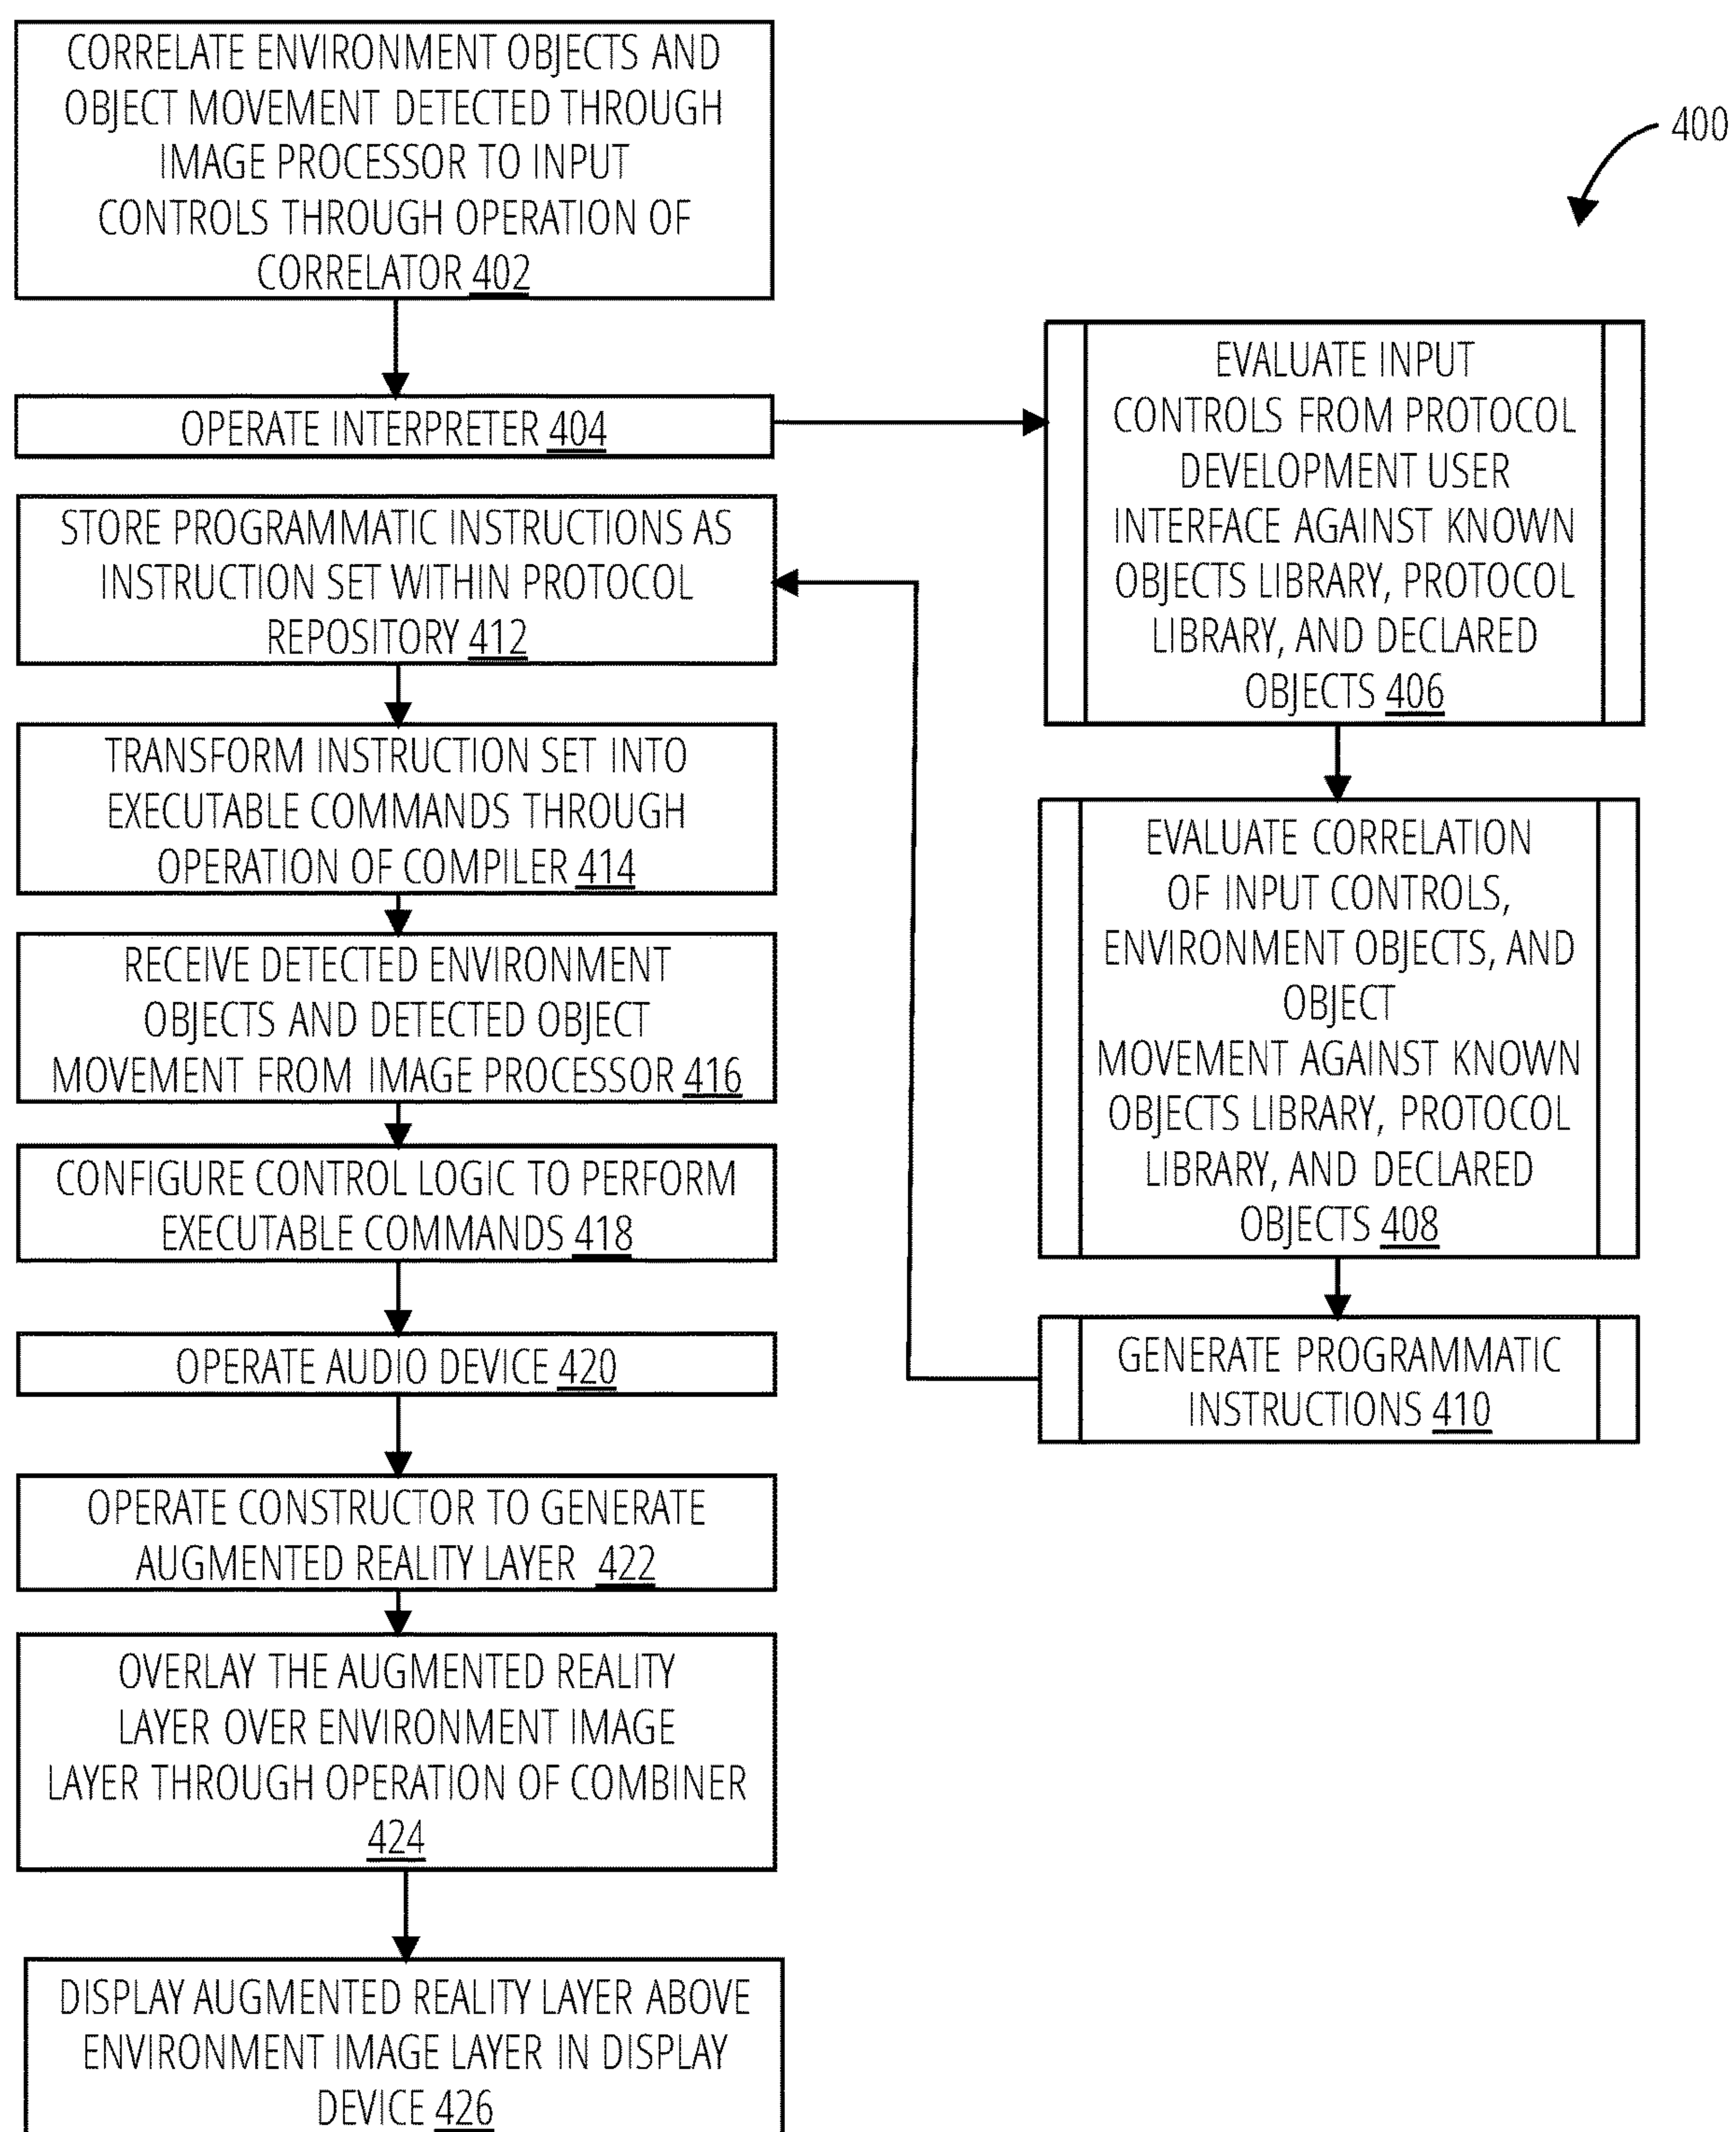 CORRELATE ENVIRONMENT OBJECTS AND
OBJECT MOVEMENT DETECTED THROUGH
IMAGE PROCESSOR TO INPUT
CONTROLS THROUGH OPERATION OF
CORRELATOR 402
400
OPERATE INTERPRETER 404
EVALUATE INPUT
CONTROLS FROM PROTOCOL
DEVELOPMENT USER
INTERFACE AGAINST KNOWN
OBJECTS LIBRARY, PROTOCOL
LIBRARY, AND DECLARED
OBJECTS 406
EVALUATE CORRELATION
OF INPUT CONTROLS,
ENVIRONMENT OBJECTS, AND
OBJECT
MOVEMENT AGAINST KNOWN
OBJECTS LIBRARY, PROTOCOL
LIBRARY, AND DECLARED
OBJECTS 408
GENERATE PROGRAMMATIC
INSTRUCTIONS 410
STORE PROGRAMMATIC INSTRUCTIONS AS
INSTRUCTION SET WITHIN PROTOCOL
REPOSITORY 412
TRANSFORM INSTRUCTION SET INTO
EXECUTABLE COMMANDS THROUGH
OPERATION OF COMPILER 414
RECEIVE DETECTED ENVIRONMENT
OBJECTS AND DETECTED OBJECT
MOVEMENT FROM IMAGE PROCESSOR 416
CONFIGURE CONTROL LOGIC TO PERFORM
EXECUTABLE COMMANDS 418
OPERATE AUDIO DEVICE 420
OPERATE CONSTRUCTOR TO GENERATE
AUGMENTED REALITY LAYER 422
OVERLAY THE AUGMENTED REALITY
LAYER OVER ENVIRONMENT IMAGE
LAYER THROUGH OPERATION OF COMBINER
424
DISPLAY AUGMENTED REALITY LAYER ABOVE
ENVIRONMENT IMAGE LAYER IN DISPLAY
DEVICE 426